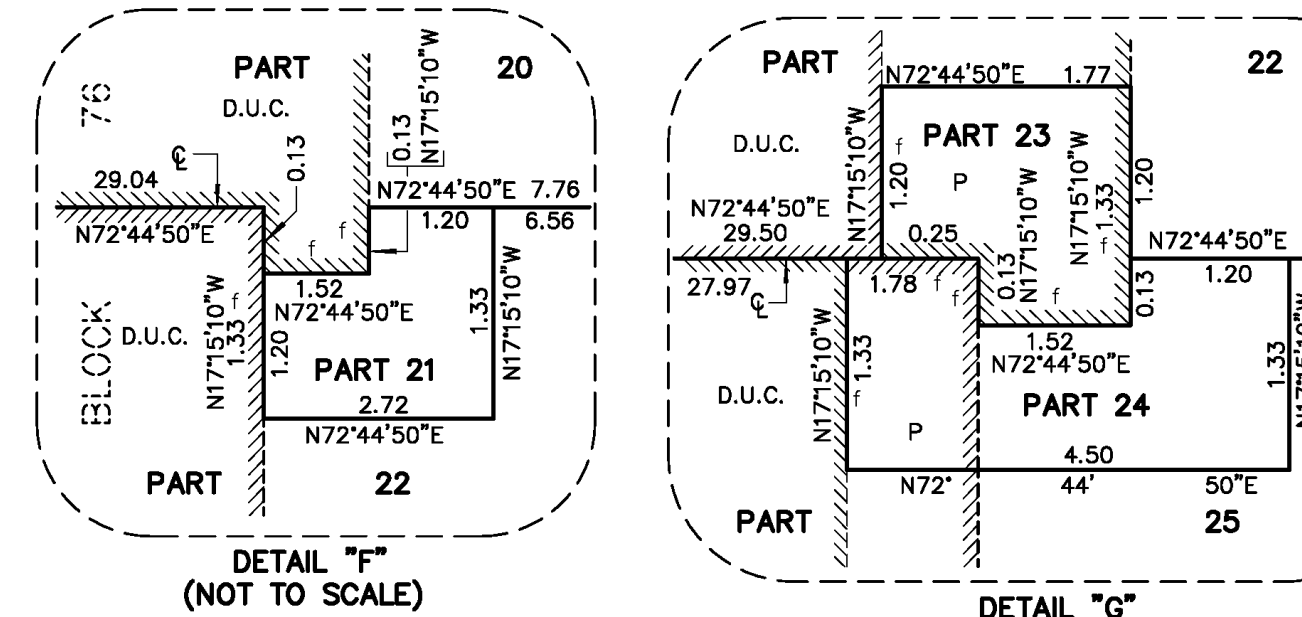 PART 20
D.U.C.
76
0.13
0.13
N17°15'10"W
℄
29.04
N72°44'50"E 7.76
N72°44'50"E
1.20 6.56
f
f
1.52
N72°44'50"E
BLOCK
D.U.C.
N17°15'10"W
1.33
f
1.20
1.33
N17°15'10"W
PART 21
2.72
N72°44'50"E
PART 22
DETAIL "F"
(NOT TO SCALE)
PART 22
N72°44'50"E 1.77
D.U.C.
N17°15'10"W
1.20
f
PART 23
P
N17°15'10"W
0.13
N17°15'10"W
1.33
f
1.20
N72°44'50"E
29.50
0.25
N72°44'50"E
1.20
27.97
℄
1.78
f
f
f
0.13
1.52
N72°44'50"E
D.U.C.
N17°15'10"W
1.33
f
1.33
N17°15'10"W
PART 24
P
4.50
N72° 44' 50"E
PART 25
DETAIL "G"